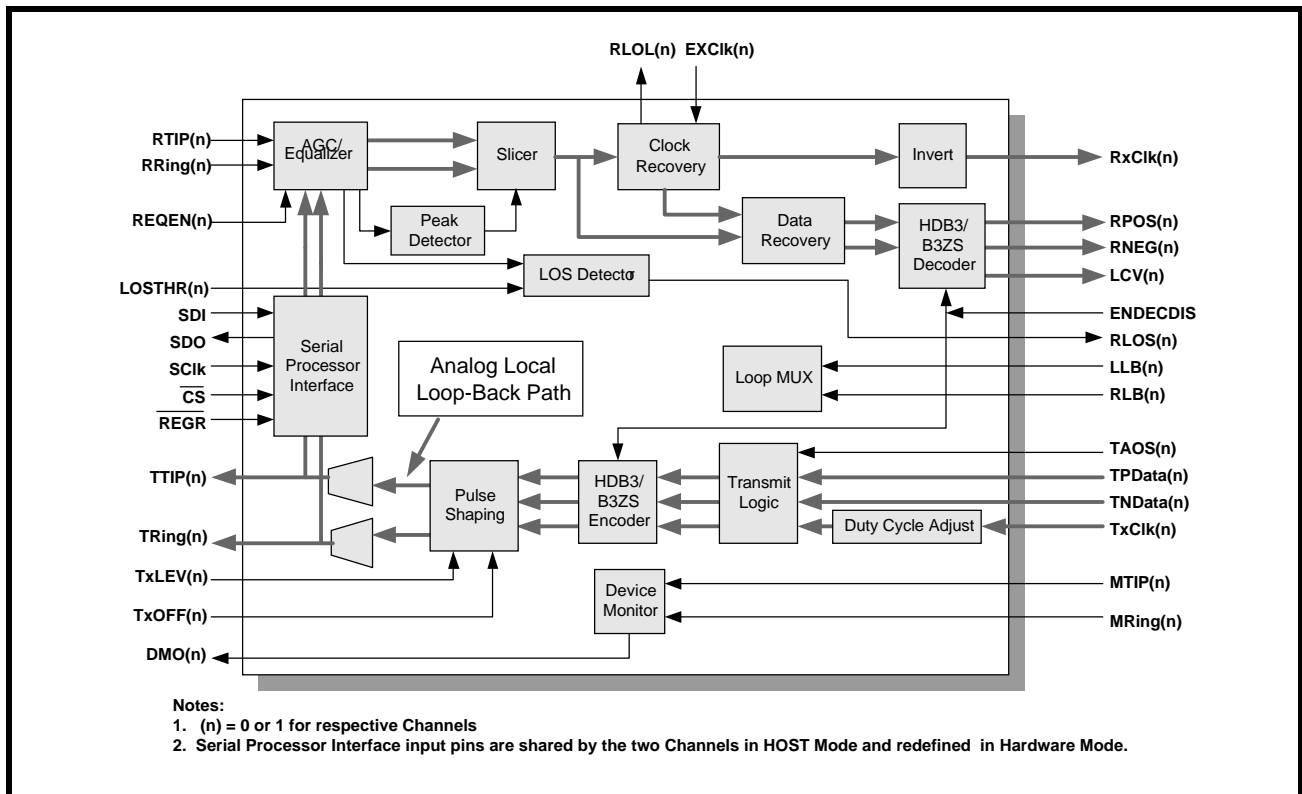 RLOL(n) EXClk(n)
RTIP(n)
RRing(n)
REQEN(n)
LOSTHR(n)
SDI
SDO
SClk
CS
REGR
TTIP(n)
TRing(n)
TxLEV(n)
TxOFF(n)
DMO(n)
AGC/
Equalizer
Slicer
Clock
Recovery
Invert
Peak
Detector
Data
Recovery
HDB3/
B3ZS
Decoder
LOS Detector
Serial
Processor
Interface
Analog Local
Loop-Back Path
Loop MUX
Pulse
Shaping
HDB3/
B3ZS
Encoder
Transmit
Logic
Duty Cycle Adjust
Device
Monitor
RxClk(n)
RPOS(n)
RNEG(n)
LCV(n)
ENDECDIS
RLOS(n)
LLB(n)
RLB(n)
TAOS(n)
TPData(n)
TNData(n)
TxClk(n)
MTIP(n)
MRing(n)
Notes:
1. (n) = 0 or 1 for respective Channels
2. Serial Processor Interface input pins are shared by the two Channels in HOST Mode and redefined in Hardware Mode.